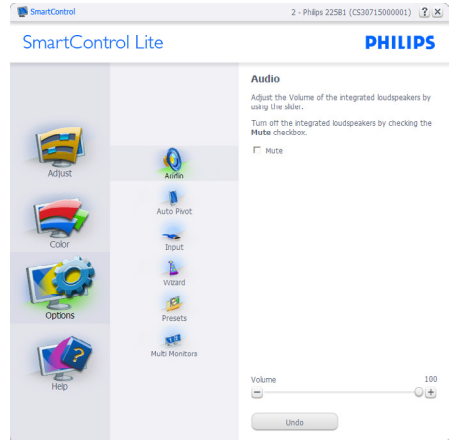 SmartControl
2 - Philips 225B1 (CS30715000001)
? x
SmartControl Lite
PHILIPS
Adjust
Color
Options
Help
Audio
Auto Pivot
Input
Wizard
Presets
Multi Monitors
Audio
Adjust the Volume of the integrated loudspeakers by
using the slider.
Turn off the integrated loudspeakers by checking the
Mute checkbox.
Mute
Volume
100
Undo